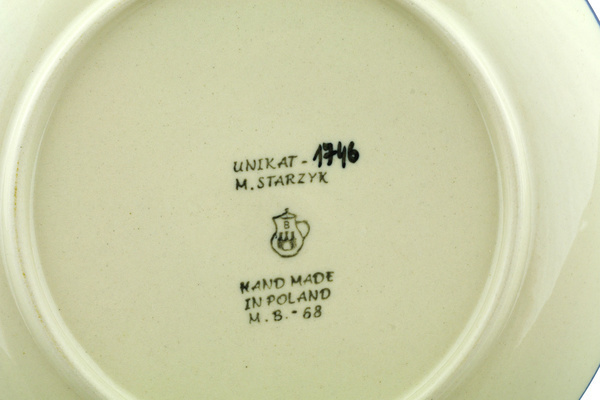 UNIKAT - 1746
M. STARZYK
B
HAND MADE
IN POLAND
M. B. - 68